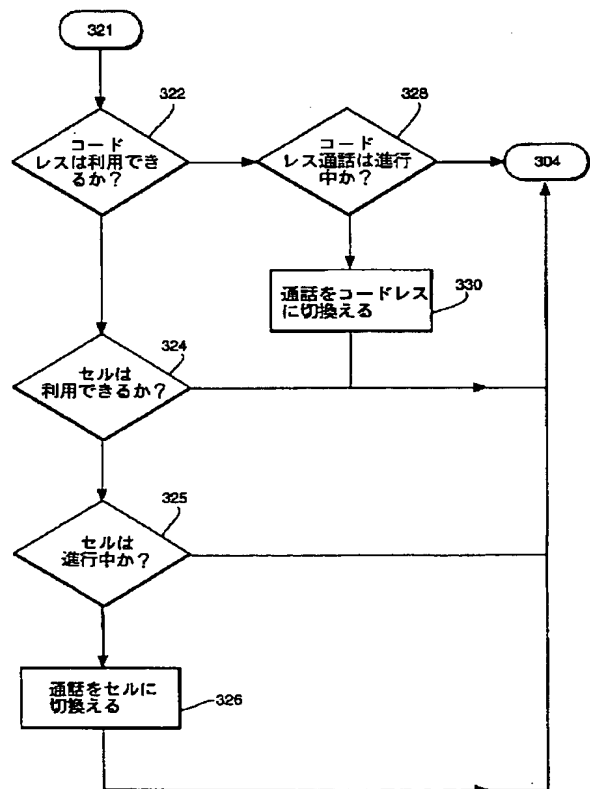 321
322
コード
レスは利用でき
るか？
328
コード
レス通話は進行
中か？
304
通話をコードレス
に切換える
330
324
セルは
利用できるか？
325
セルは
進行中か？
通話をセルに
切換える
326